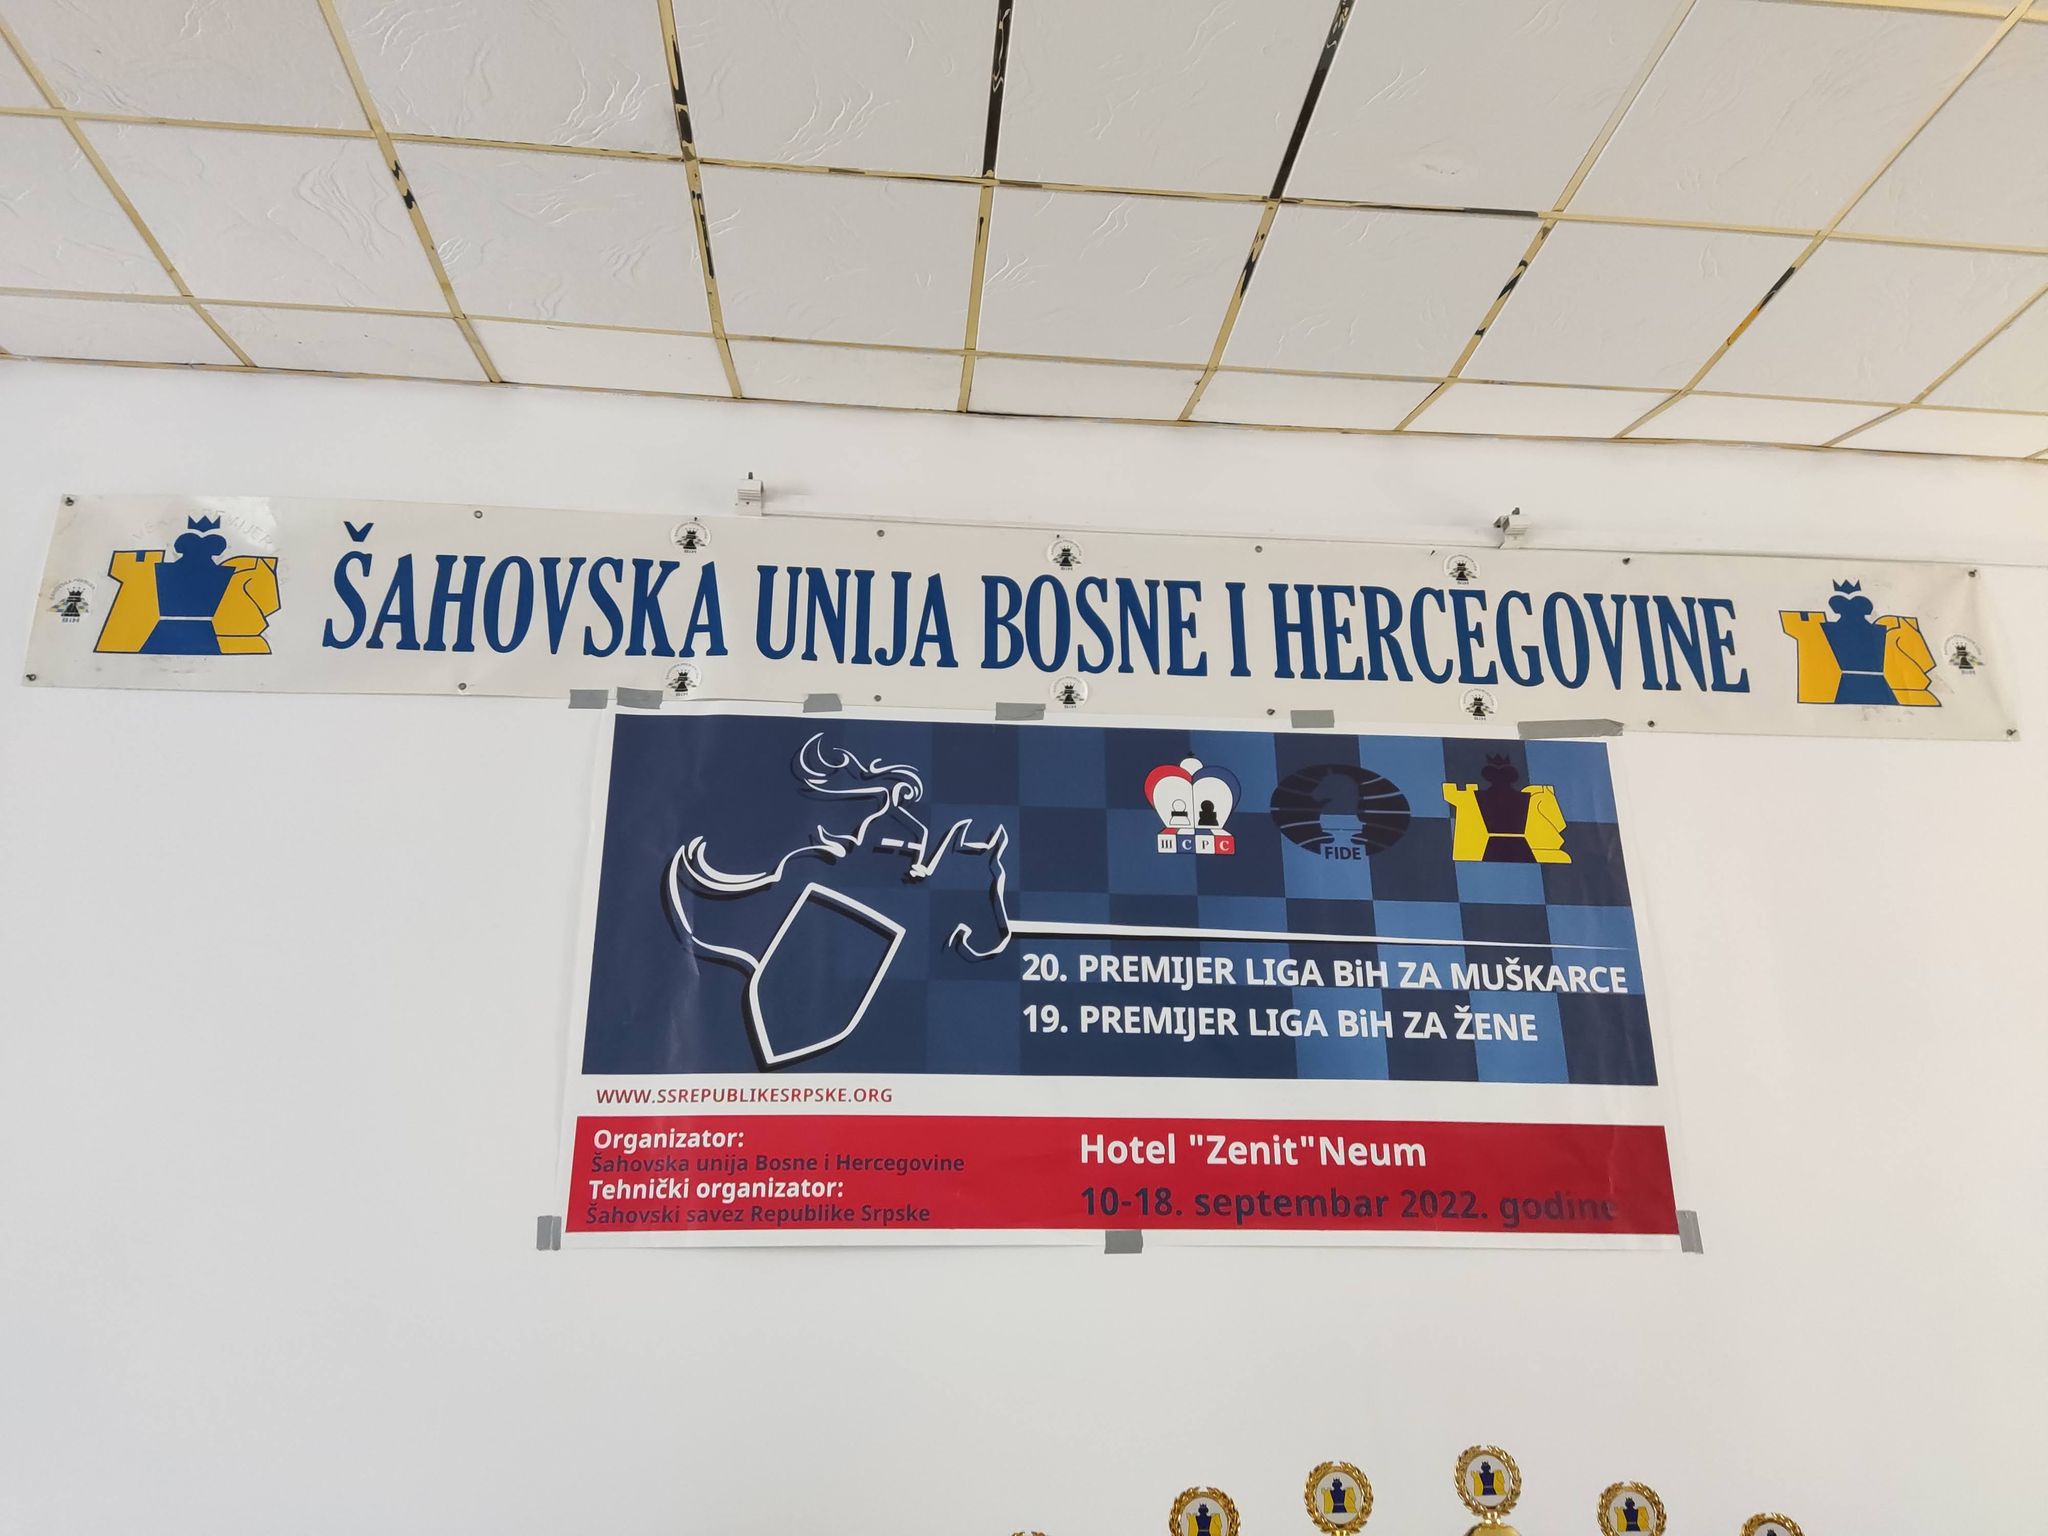 ŠAHOVSKA UNIJA BOSNE I HERCEGOVINE
Ш С Р С
FIDE
20. PREMIJER LIGA BiH ZA MUŠKARCE
19. PREMIJER LIGA BiH ZA ŽENE
WWW.SSREPUBLIKESRPSKE.ORG
Organizator:
Šahovska unija Bosne i Hercegovine
Tehnički organizator:
Šahovski savez Republike Srpske
Hotel "Zenit"Neum
10-18. septembar 2022. godine